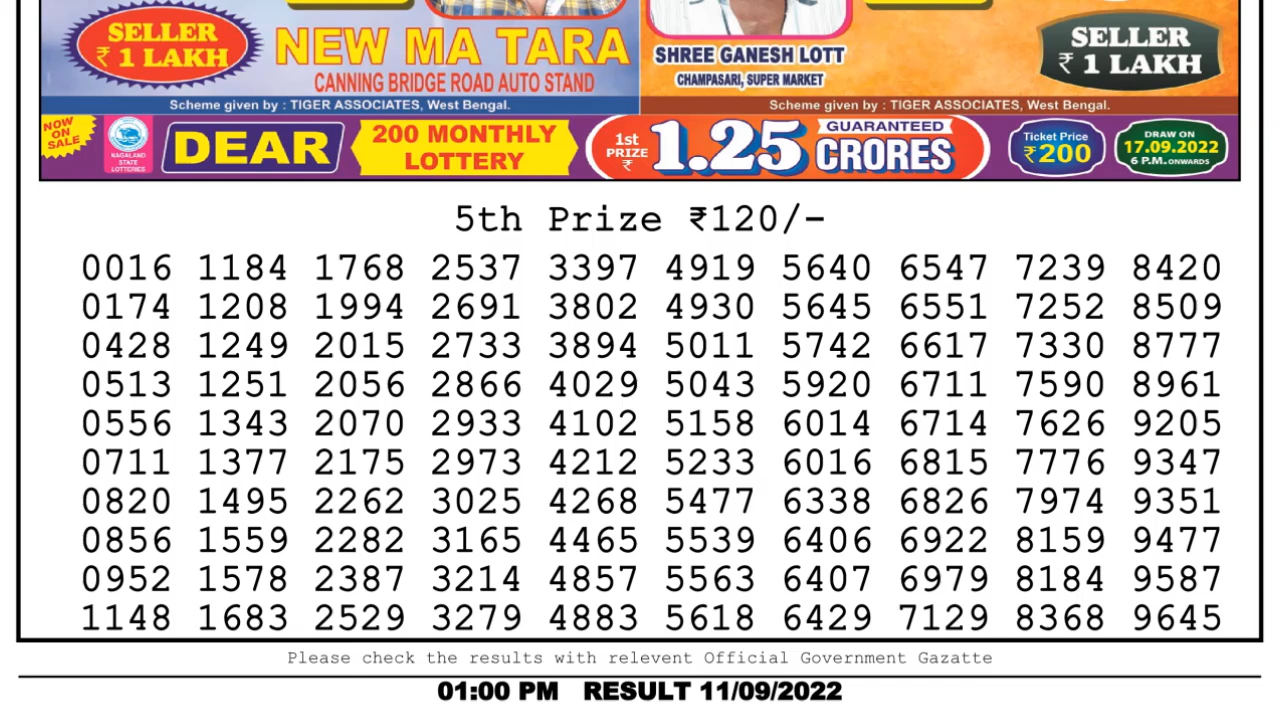 SELLER
₹ 1 LAKH
NEW MA TARA
CANNING BRIDGE ROAD AUTO STAND
SHREE GANESH LOTT
CHAMPASARI, SUPER MARKET
SELLER
₹ 1 LAKH
Scheme given by : TIGER ASSOCIATES, West Bengal.
Scheme given by : TIGER ASSOCIATES, West Bengal.
NOW
ON
SALE
NAGALAND
STATE
LOTTERIES
DEAR
200 MONTHLY
LOTTERY
1st
PRIZE
₹
1.25
GUARANTEED
CRORES
Ticket Price
₹200
DRAW ON
17.09.2022
6 P.M. ONWARDS
5th Prize ₹120/-
0016 1184 1768 2537 3397 4919 5640 6547 7239 8420
0174 1208 1994 2691 3802 4930 5645 6551 7252 8509
0428 1249 2015 2733 3894 5011 5742 6617 7330 8777
0513 1251 2056 2866 4029 5043 5920 6711 7590 8961
0556 1343 2070 2933 4102 5158 6014 6714 7626 9205
0711 1377 2175 2973 4212 5233 6016 6815 7776 9347
0820 1495 2262 3025 4268 5477 6338 6826 7974 9351
0856 1559 2282 3165 4465 5539 6406 6922 8159 9477
0952 1578 2387 3214 4857 5563 6407 6979 8184 9587
1148 1683 2529 3279 4883 5618 6429 7129 8368 9645
Please check the results with relevent Official Government Gazatte
01:00 PM RESULT 11/09/2022